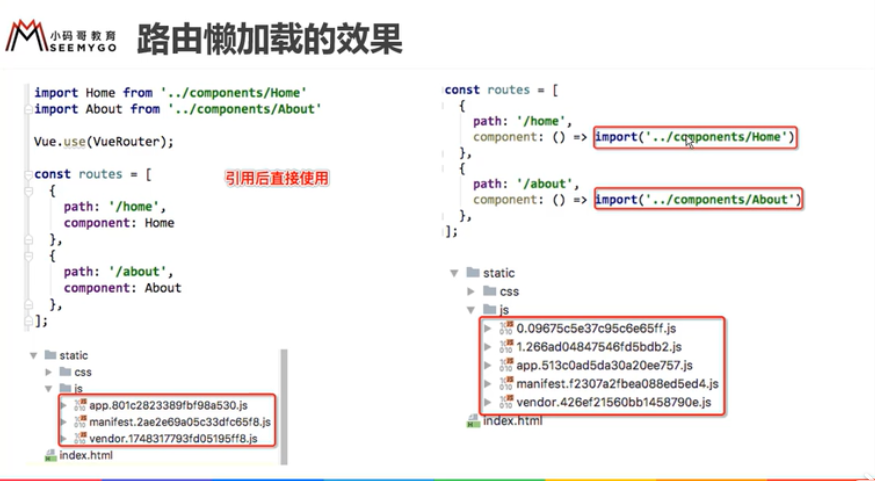 小码哥教育
SEEMYGO
路由懒加载的效果
import Home from '../components/Home'
import About from '../components/About'
Vue.use(VueRouter);
const routes = [
{
path: '/home',
component: Home
},
{
path: '/about',
component: About
},
];
引用后直接使用
static
css
js
app.801c2823389fbf98a530.js
manifest.2ae2e69a05c33dfc65f8.js
vendor.1748317793fd05195ff8.js
index.html
const routes = [
{
path: '/home',
component: () => import('../components/Home')
},
{
path: '/about',
component: () => import('../components/About')
},
];
static
css
js
0.09675c5e37c95c6e65ff.js
1.266ad04847546fd5bdb2.js
app.513c0ad5da30a20ee757.js
manifest.f2307a2fbea088ed5ed4.js
vendor.426ef21560bb1458790e.js
index.html